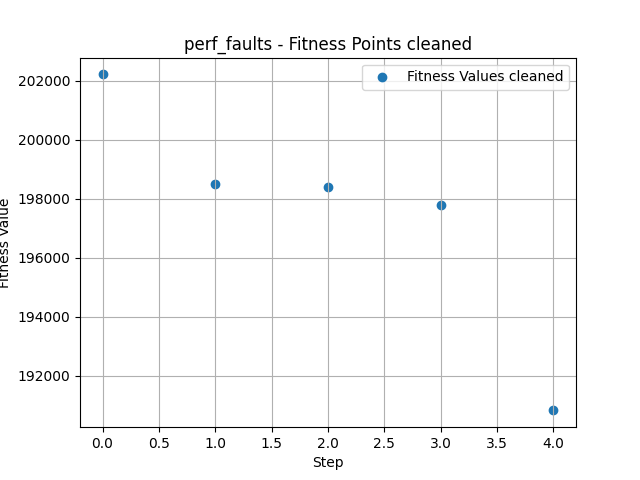 perf_faults - Fitness Points cleaned
Fitness Values cleaned
202000
200000
198000
196000
194000
192000
Fitness Value
0.0 0.5 1.0 1.5 2.0 2.5 3.0 3.5 4.0
Step